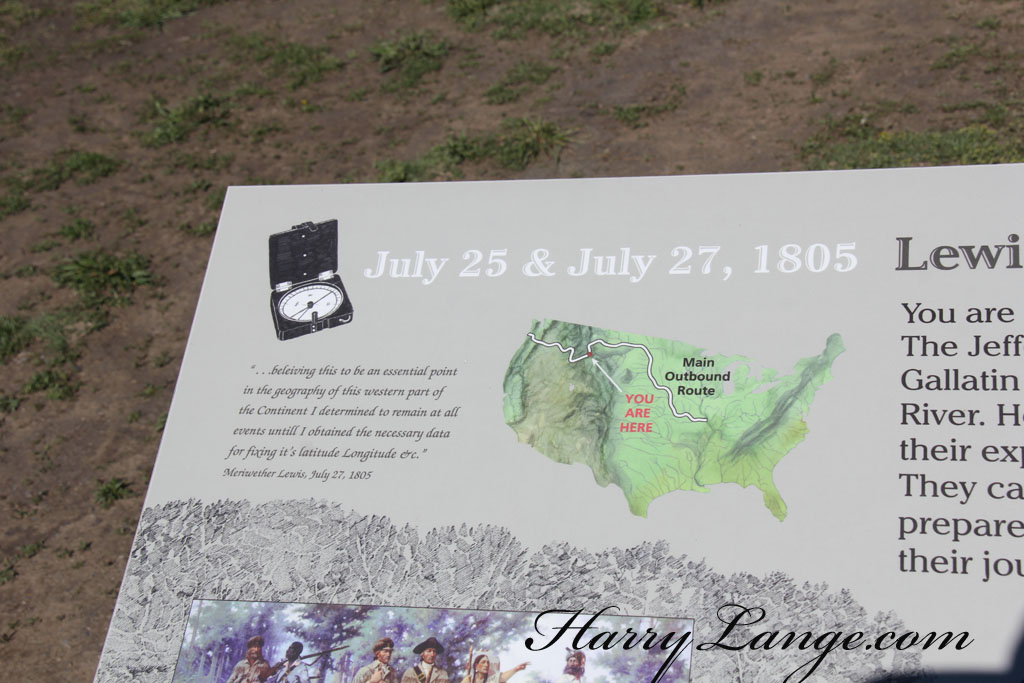 July 25 & July 27, 1805
"...beleiving this to be an essential point
in the geography of this western part of
the Continent I determined to remain at all
events untill I obtained the necessary data
for fixing it's latitude Longitude &c."
Meriwether Lewis, July 27, 1805
Main
Outbound
Route
YOU
ARE
HERE
Lewi
You are
The Jeff
Gallatin
River. H
their exp
They ca
prepare
their jou
HarryLange.com